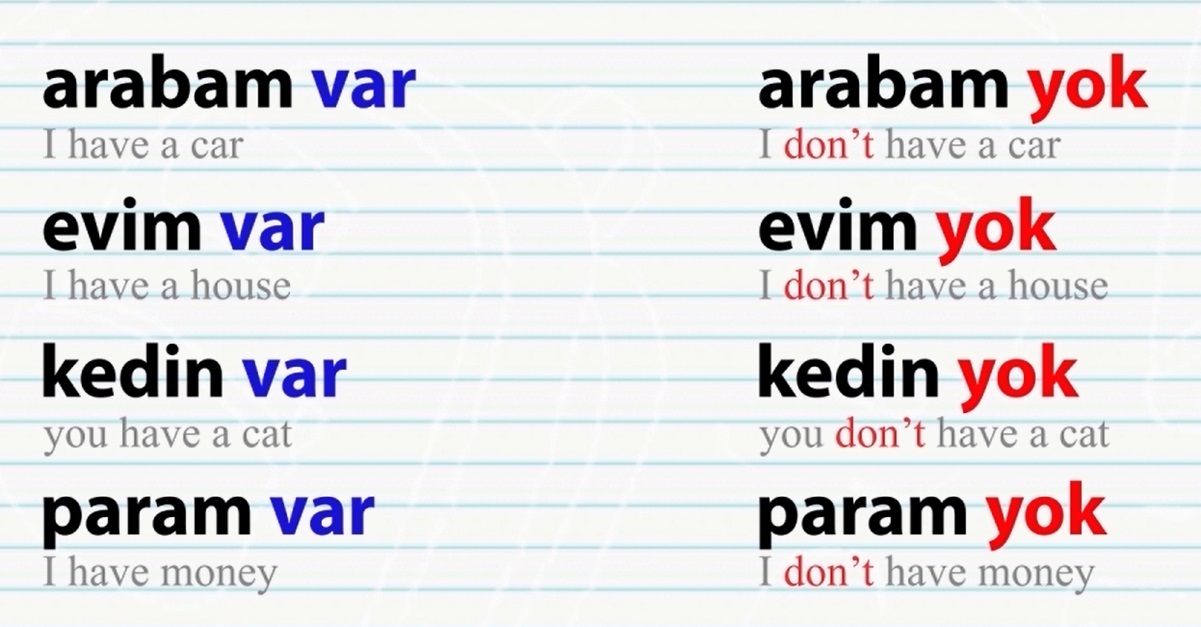 arabam var
I have a car
evim var
I have a house
kedin var
you have a cat
param var
I have money
arabam yok
I don’t have a car
evim yok
I don’t have a house
kedin yok
you don’t have a cat
param yok
I don’t have money